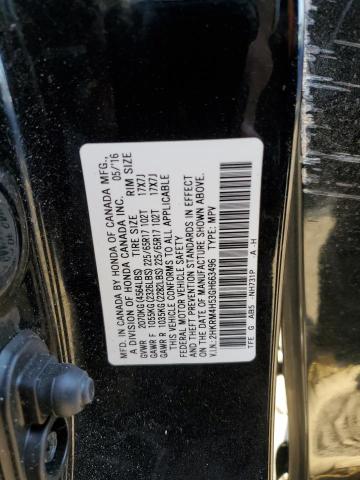 MFD. IN CANADA BY HONDA OF CANADA MFG.,
A DIVISION OF HONDA CANADA INC. 05/16
TIRE SIZE RIM SIZE
GVWR 2070KG(4564LBS)
GAWR F 1055KG(2326LBS) 225/65R17 102T 17X7J
GAWR R 1035KG(2282LBS) 225/65R17 102T 17X7J
THIS VEHICLE CONFORMS TO ALL APPLICABLE
FEDERAL MOTOR VEHICLE SAFETY,
BUMPER, AND THEFT PREVENTION STANDARDS IN EFFECT
ON THE DATE OF MANUFACTURE SHOWN ABOVE.
V.I.N.: 2HKRM4H53GH663496 TYPE: MPV
TFE G AB5 -NH731P A -H